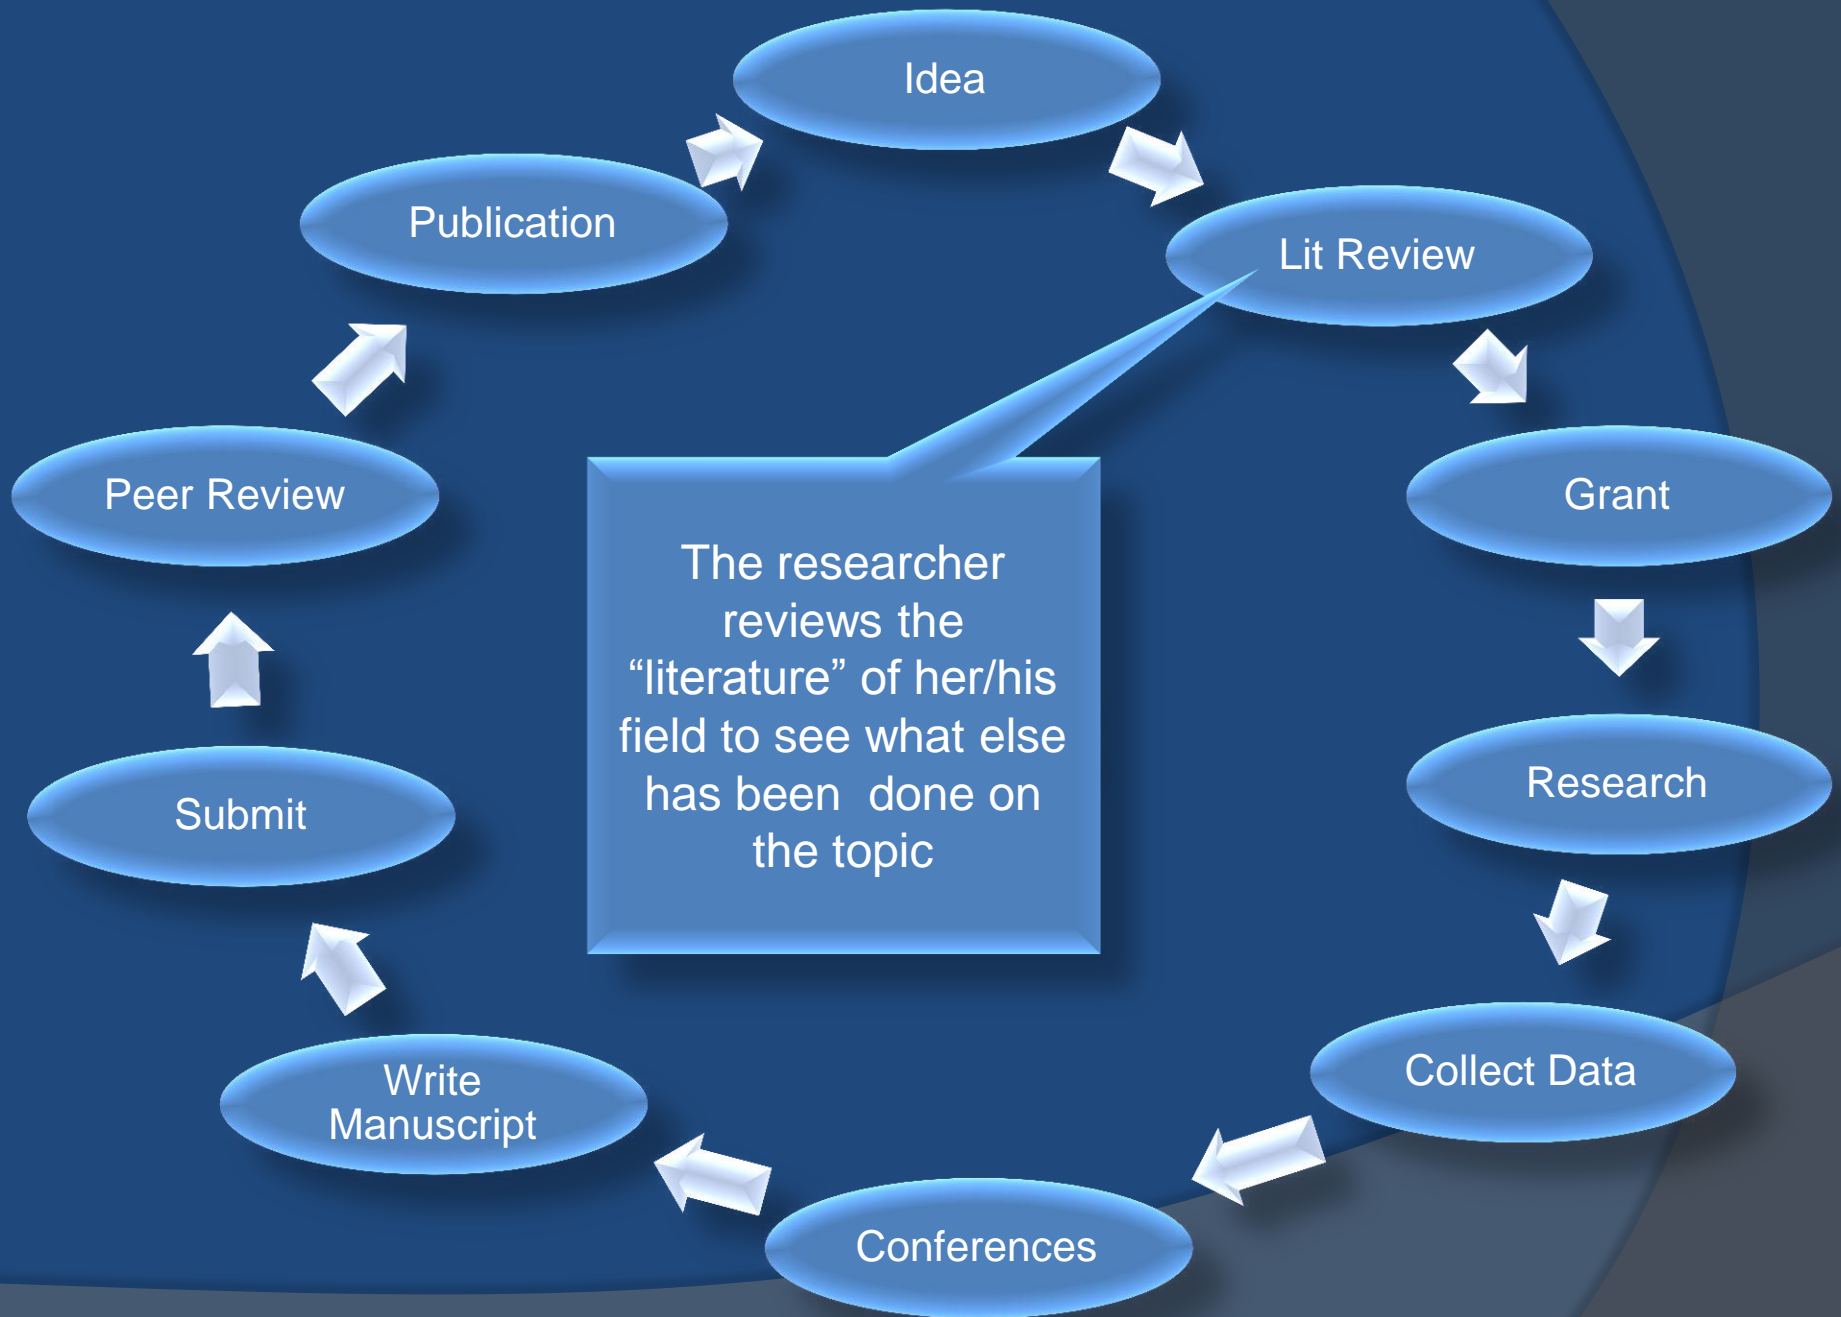 Idea
Lit Review
Grant
Research
Collect Data
Conferences
Write
Manuscript
Submit
Peer Review
Publication
The researcher
reviews the
“literature” of her/his
field to see what else
has been  done on
the topic